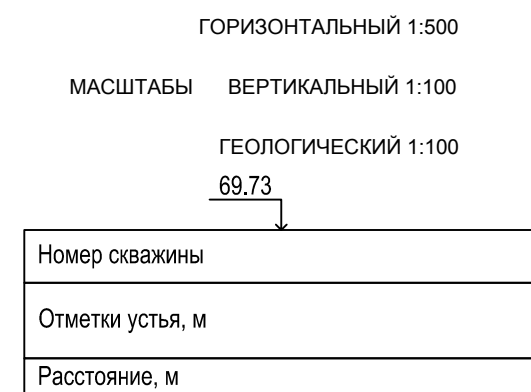 ГОРИЗОНТАЛЬНЫЙ 1:500
МАСШТАБЫ ВЕРТИКАЛЬНЫЙ 1:100
ГЕОЛОГИЧЕСКИЙ 1:100
69.73
Номер скважины
Отметки устья, м
Расстояние, м